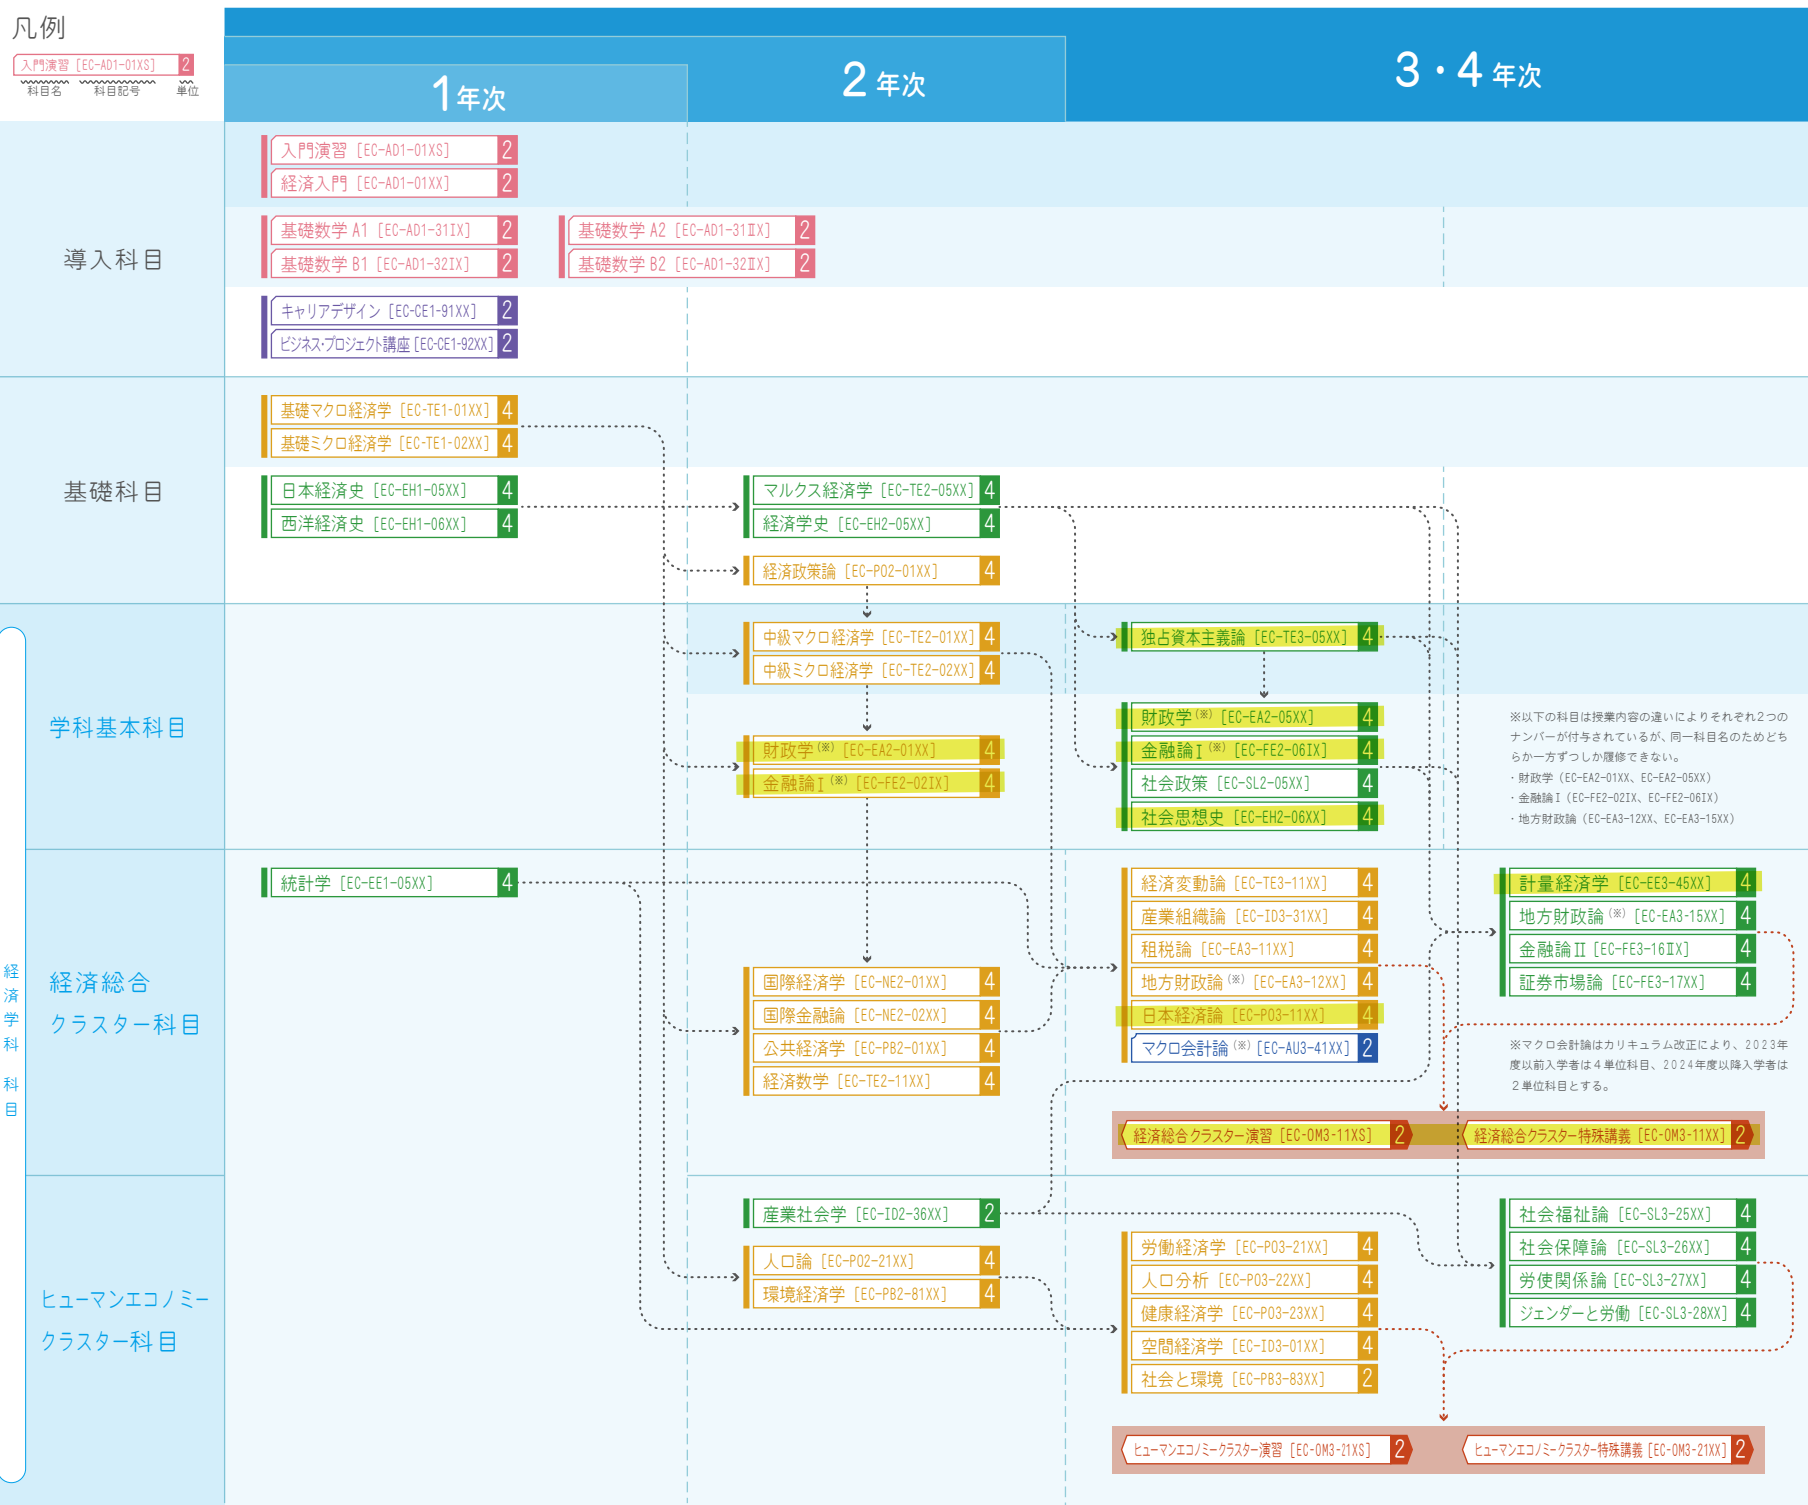 凡例
入門演習 [EC-AD1-01XS] 2
科目名 科目記号 単位
1年次
2年次
3・4年次
導入科目
入門演習 [EC-AD1-01XS] 2
経済入門 [EC-AD1-01XX] 2
基礎数学 A1 [EC-AD1-31IX] 2
基礎数学 B1 [EC-AD1-32IX] 2
基礎数学 A2 [EC-AD1-31ⅡX] 2
基礎数学 B2 [EC-AD1-32ⅡX] 2
キャリアデザイン [EC-CE1-91XX] 2
ビジネス・プロジェクト講座 [EC-CE1-92XX] 2
基礎科目
基礎マクロ経済学 [EC-TE1-01XX] 4
基礎ミクロ経済学 [EC-TE1-02XX] 4
日本経済史 [EC-EH1-05XX] 4
西洋経済史 [EC-EH1-06XX] 4
マルクス経済学 [EC-TE2-05XX] 4
経済学史 [EC-EH2-05XX] 4
経済政策論 [EC-PO2-01XX] 4
経済学科 科目
学科基本科目
中級マクロ経済学 [EC-TE2-01XX] 4
中級ミクロ経済学 [EC-TE2-02XX] 4
財政学(※) [EC-EA2-01XX] 4
金融論Ⅰ(※) [EC-FE2-02IX] 4
独占資本主義論 [EC-TE3-05XX] 4
財政学(※) [EC-EA2-05XX] 4
金融論Ⅰ(※) [EC-FE2-06IX] 4
社会政策 [EC-SL2-05XX] 4
社会思想史 [EC-EH2-06XX] 4
※以下の科目は授業内容の違いによりそれぞれ2つの
ナンバーが付与されているが、同一科目名のためどち
らか一方ずつしか履修できない。
・財政学 (EC-EA2-01XX、EC-EA2-05XX)
・金融論Ⅰ (EC-FE2-02IX、EC-FE2-06IX)
・地方財政論 (EC-EA3-12XX、EC-EA3-15XX)
経済総合
クラスター科目
統計学 [EC-EE1-05XX] 4
国際経済学 [EC-NE2-01XX] 4
国際金融論 [EC-NE2-02XX] 4
公共経済学 [EC-PB2-01XX] 4
経済数学 [EC-TE2-11XX] 4
経済変動論 [EC-TE3-11XX] 4
産業組織論 [EC-ID3-31XX] 4
租税論 [EC-EA3-11XX] 4
地方財政論(※) [EC-EA3-12XX] 4
日本経済論 [EC-PO3-11XX] 4
マクロ会計論(※) [EC-AU3-41XX] 2
計量経済学 [EC-EE3-45XX] 4
地方財政論(※) [EC-EA3-15XX] 4
金融論Ⅱ [EC-FE3-16ⅡX] 4
証券市場論 [EC-FE3-17XX] 4
※マクロ会計論はカリキュラム改正により、2023年
度以前入学者は4単位科目、2024年度以降入学者は
2単位科目とする。
経済総合クラスター演習 [EC-OM3-11XS] 2
経済総合クラスター特殊講義 [EC-OM3-11XX] 2
ヒューマンエコノミー
クラスター科目
産業社会学 [EC-ID2-36XX] 2
人口論 [EC-PO2-21XX] 4
環境経済学 [EC-PB2-81XX] 4
労働経済学 [EC-PO3-21XX] 4
人口分析 [EC-PO3-22XX] 4
健康経済学 [EC-PO3-23XX] 4
空間経済学 [EC-ID3-01XX] 4
社会と環境 [EC-PB3-83XX] 2
社会福祉論 [EC-SL3-25XX] 4
社会保障論 [EC-SL3-26XX] 4
労使関係論 [EC-SL3-27XX] 4
ジェンダーと労働 [EC-SL3-28XX] 4
ヒューマンエコノミークラスター演習 [EC-OM3-21XS] 2
ヒューマンエコノミークラスター特殊講義 [EC-OM3-21XX] 2